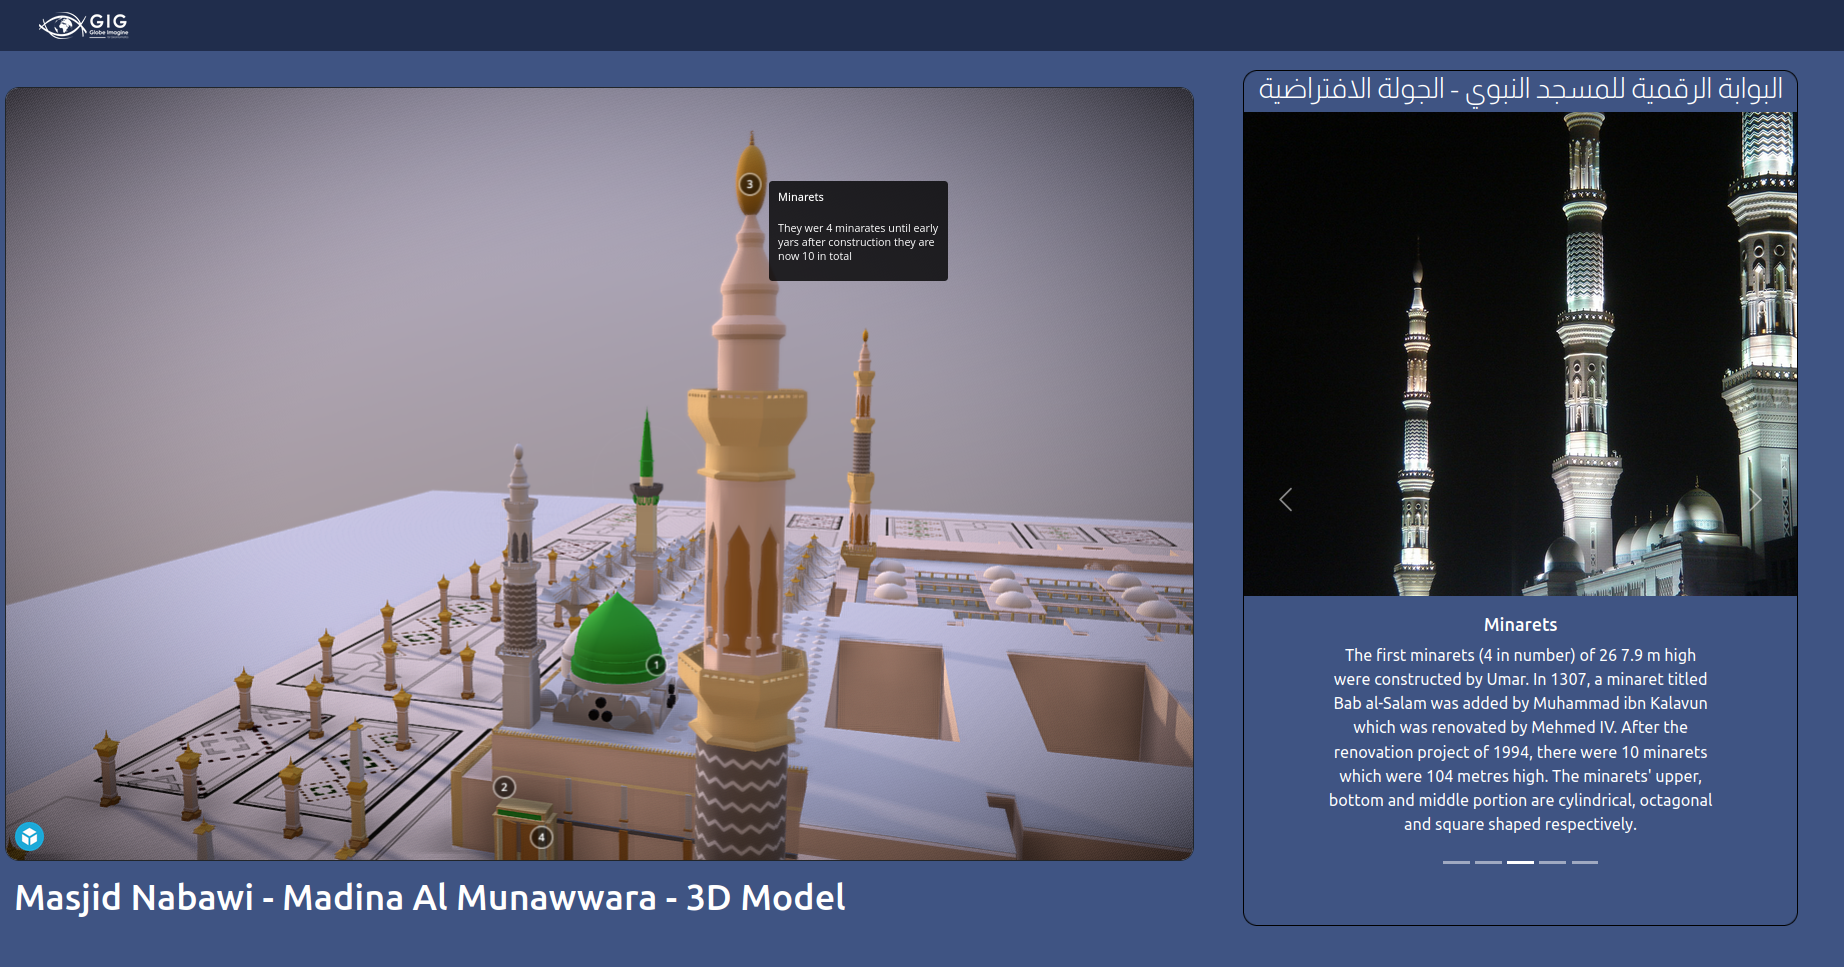 GIG
Globe Imagine
البوابة الرقمية للمسجد النبوي - الجولة الافتراضية
3
Minarets
They wer 4 minarates until early
yars after construction they are
now 10 in total
1
2
4
Masjid Nabawi - Madina Al Munawwara - 3D Model
Minarets
The first minarets (4 in number) of 26 7.9 m high
were constructed by Umar. In 1307, a minaret titled
Bab al-Salam was added by Muhammad ibn Kalavun
which was renovated by Mehmed IV. After the
renovation project of 1994, there were 10 minarets
which were 104 metres high. The minarets' upper,
bottom and middle portion are cylindrical, octagonal
and square shaped respectively.